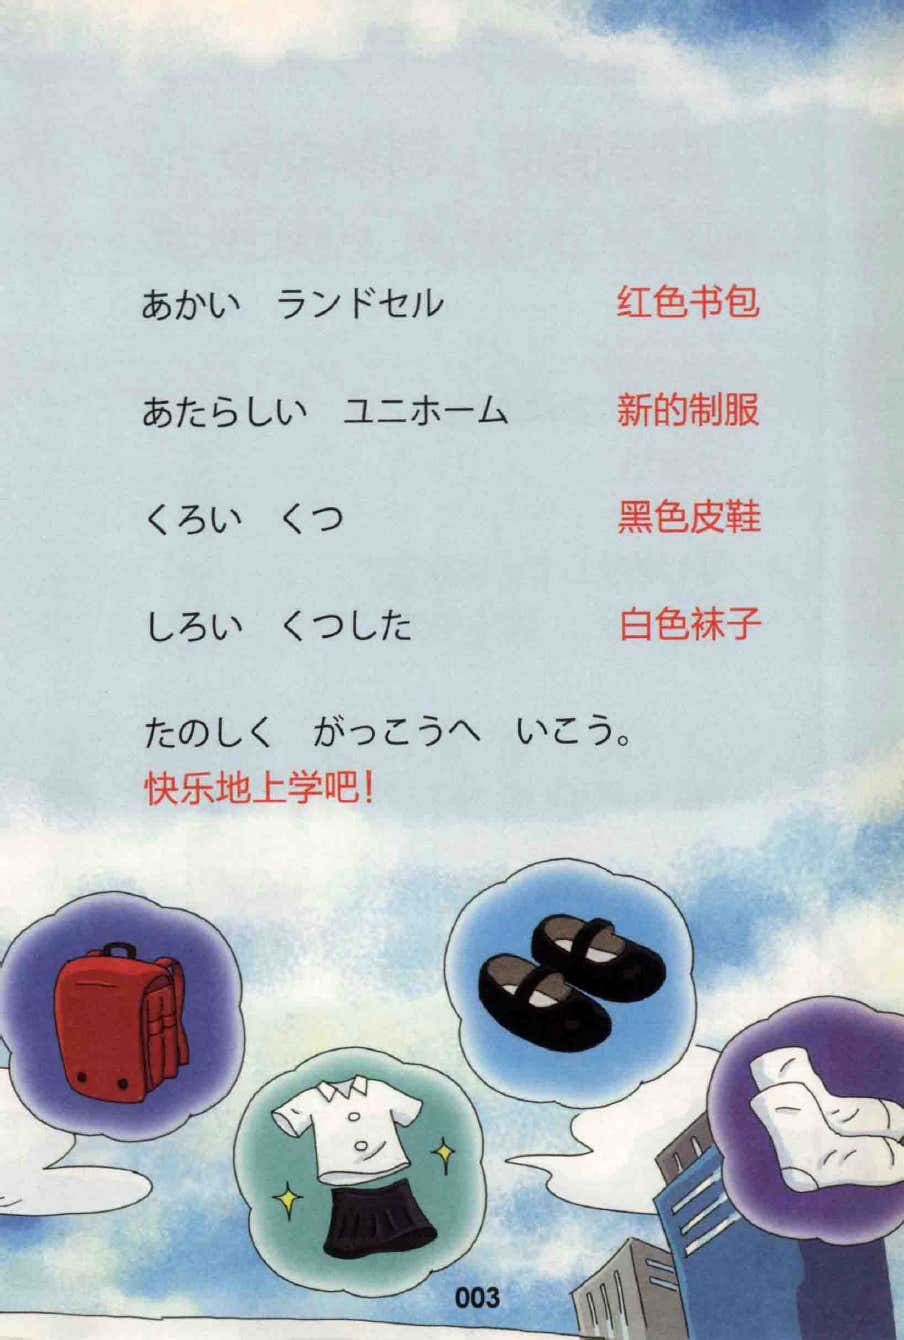 あかい　ランドセル　红色书包
あたらしい　ユニホーム　新的制服
くろい　くつ　黑色皮鞋
しろい　くつした　白色袜子
たのしく　がっこうへ　いこう。
快乐地上学吧！
003